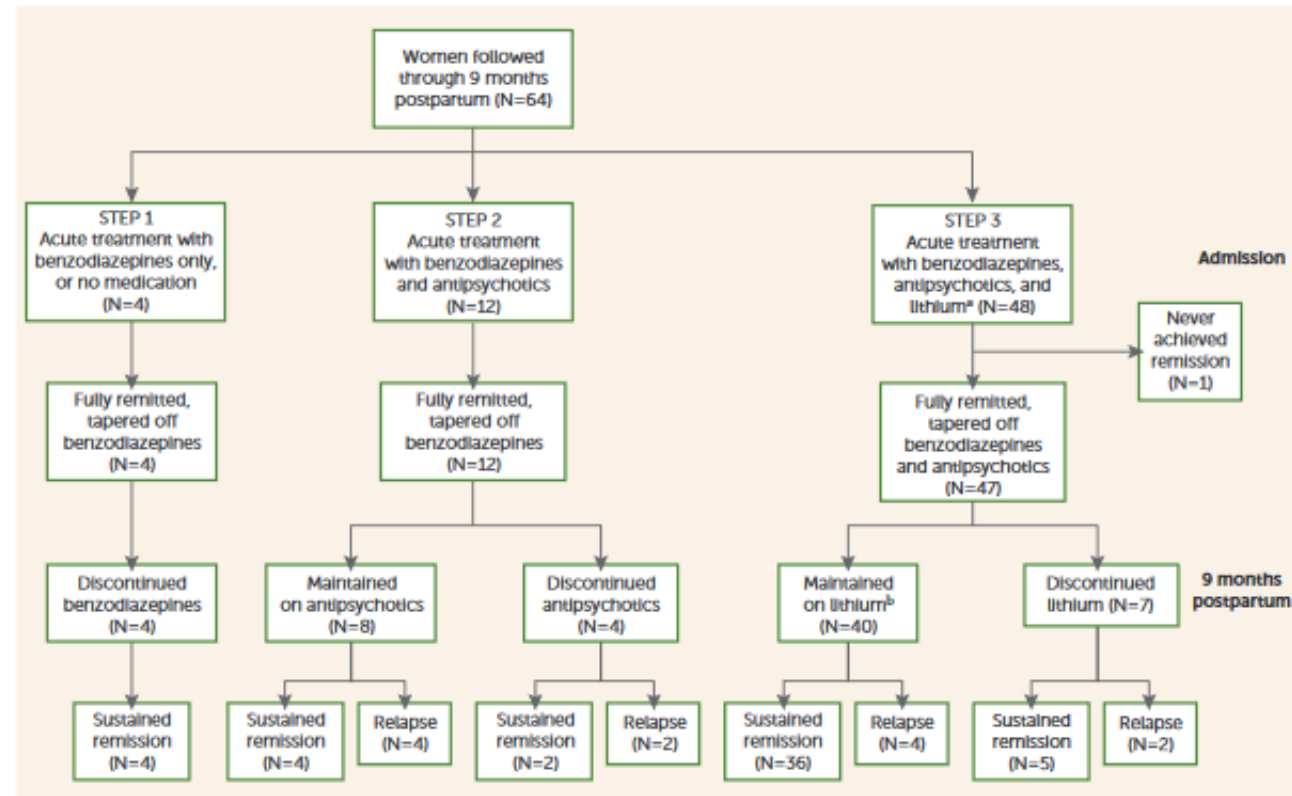 Women followed
through 9 months
postpartum (N=64)
STEP 1
Acute treatment with
benzodiazepines only,
or no medication
(N=4)
STEP 2
Acute treatment
with benzodiazepines
and antipsychotics
(N=12)
STEP 3
Acute treatment
with benzodiazepines,
antipsychotics, and
lithiumᵃ (N=48)
Admission
Never
achieved
remission
(N=1)
Fully remitted,
tapered off
benzodiazepines
(N=4)
Fully remitted,
tapered off
benzodiazepines
(N=12)
Fully remitted,
tapered off
benzodiazepines
and antipsychotics
(N=47)
Discontinued
benzodiazepines
(N=4)
Maintained
on antipsychotics
(N=8)
Discontinued
antipsychotics
(N=4)
Maintained
on lithiumᵇ
(N=40)
Discontinued
lithium (N=7)
9 months
postpartum
Sustained
remission
(N=4)
Sustained
remission
(N=4)
Relapse
(N=4)
Sustained
remission
(N=2)
Relapse
(N=2)
Sustained
remission
(N=36)
Relapse
(N=4)
Sustained
remission
(N=5)
Relapse
(N=2)